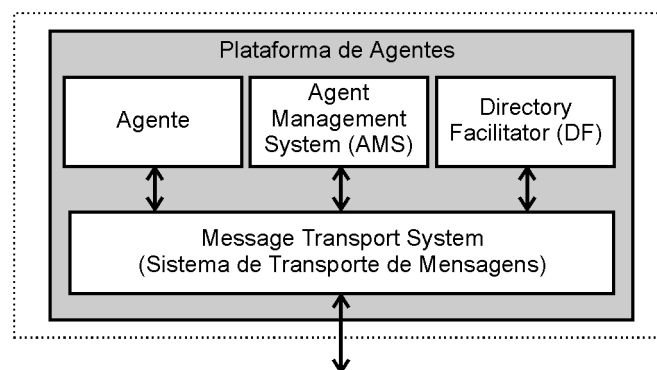 Plataforma de Agentes
Agente
Agent
Management
System (AMS)
Directory
Facilitator (DF)
Message Transport System
(Sistema de Transporte de Mensagens)